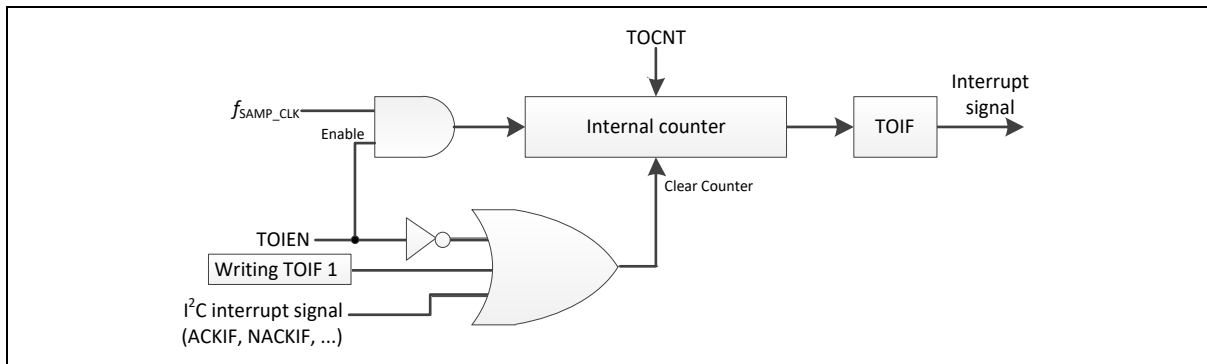 TOCNT
Interrupt
signal
fSAMP_CLK
Enable
Internal counter
TOIF
Clear Counter
TOIEN
Writing TOIF 1
I²C interrupt signal
(ACKIF, NACKIF, ...)